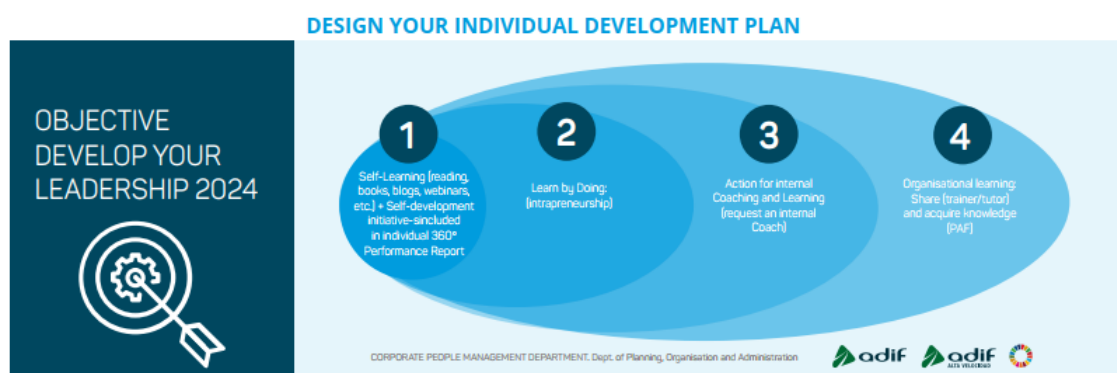 DESIGN YOUR INDIVIDUAL DEVELOPMENT PLAN
OBJECTIVE
DEVELOP YOUR
LEADERSHIP 2024
1
Self-Learning (reading,
books, blogs, webinars,
etc.) + Self-development
initiative-sincluded
in individual 360º
Performance Report
2
Learn by Doing:
(intrapreneurship)
3
Action for internal
Coaching and Learning
(request an internal
Coach)
4
Organisational learning:
Share (trainer/tutor)
and acquire knowledge
(PAF)
CORPORATE PEOPLE MANAGEMENT DEPARTMENT. Dept. of Planning, Organisation and Administration
adif
adif
ALTA VELOCIDAD